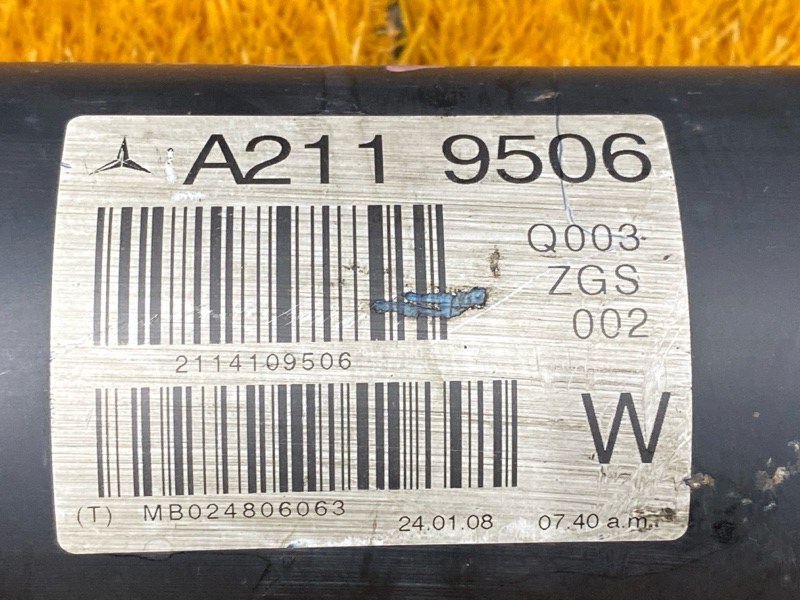 A211 9506
Q003
ZGS
002
2114109506
W
(T) MB024806063
24.01.08 07.40 a.m.